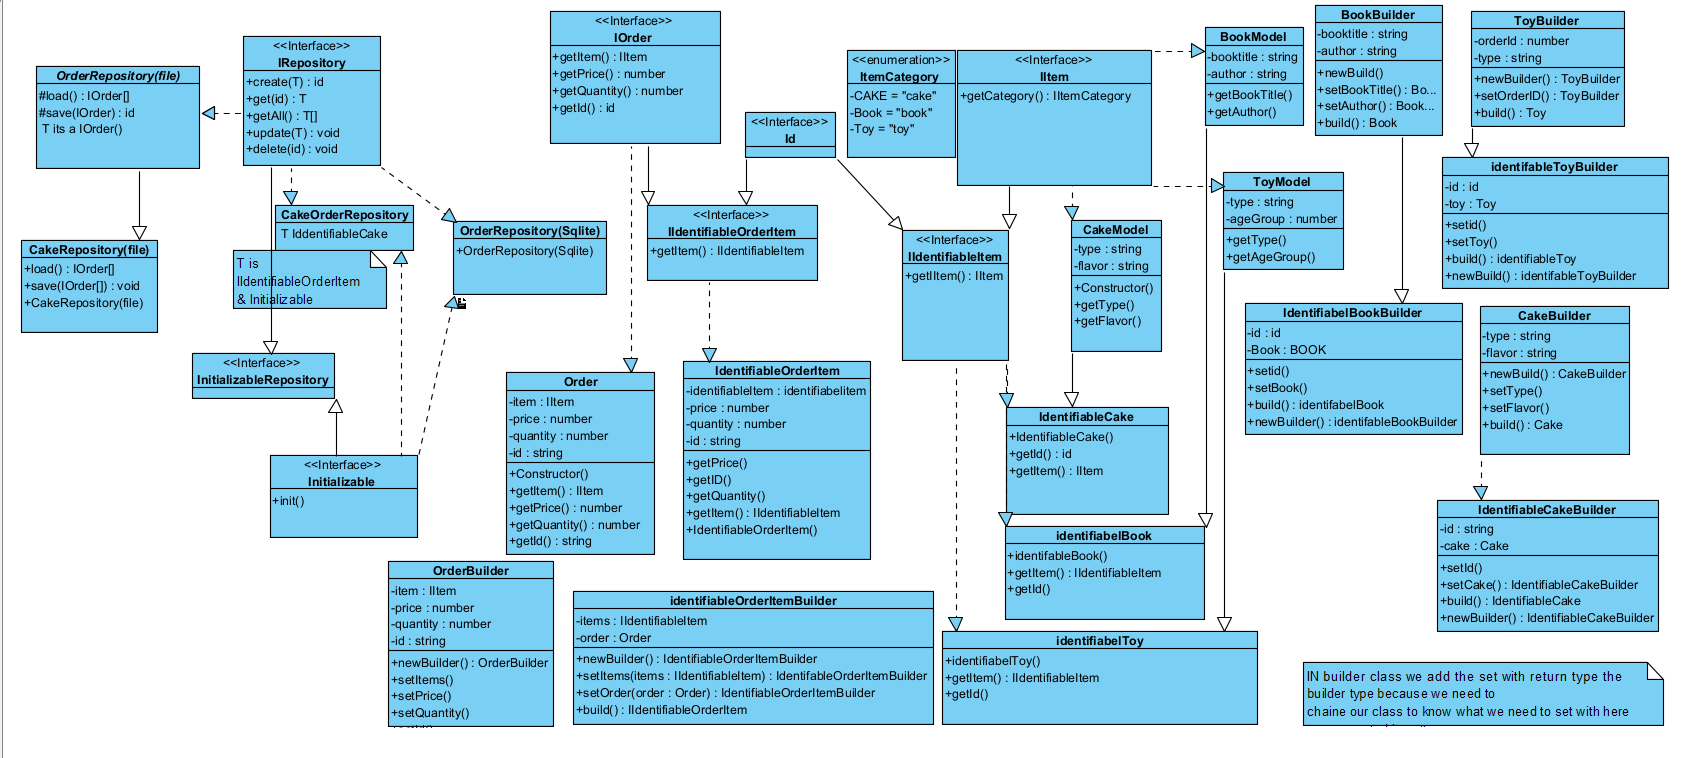 OrderRepository(file)
#load() : IOrder[]
#save(IOrder) : id
T its a IOrder()
<<Interface>>
IRepository
+create(T) : id
+get(id) : T
+getAll() : T[]
+update(T) : void
+delete(id) : void
CakeRepository(file)
+load() : IOrder[]
+save(IOrder[]) : void
+CakeRepository(file)
CakeOrderRepository
T IddentifiableCake
T is
IIdentifiableOrderItem
& Initializable
OrderRepository(Sqlite)
+OrderRepository(Sqlite)
<<Interface>>
InitializableRepository
<<Interface>>
Initializable
+init()
<<Interface>>
IOrder
+getItem() : IItem
+getPrice() : number
+getQuantity() : number
+getId() : id
<<Interface>>
Id
<<enumeration>>
ItemCategory
-CAKE = "cake"
-Book = "book"
-Toy = "toy"
<<Interface>>
IItem
+getCategory() : IItemCategory
<<Interface>>
IIdentifiableOrderItem
+getItem() : IIdentifiableItem
<<Interface>>
IIdentifiableItem
+getIItem() : IItem
BookModel
-booktitle : string
-author : string
+getBookTitle()
+getAuthor()
BookBuilder
-booktitle : string
-author : string
+newBuild()
+setBookTitle() : Bo...
+setAuthor() : Book...
+build() : Book
ToyBuilder
-orderId : number
-type : string
+newBuilder() : ToyBuilder
+setOrderID() : ToyBuilder
+build() : Toy
CakeModel
-type : string
-flavor : string
+Constructor()
+getType()
+getFlavor()
ToyModel
-type : string
-ageGroup : number
+getType()
+getAgeGroup()
identifableToyBuilder
-id : id
-toy : Toy
+setid()
+setToy()
+build() : identifiableToy
+newBuild() : identifableToyBuilder
IdentifiabelBookBuilder
-id : id
-Book : BOOK
+setid()
+setBook()
+build() : identifabelBook
+newBuilder() : identifableBookBuilder
CakeBuilder
-type : string
-flavor : string
+newBuild() : CakeBuilder
+setType()
+setFlavor()
+build() : Cake
Order
-item : IItem
-price : number
-quantity : number
-id : string
+Constructor()
+getItem() : IItem
+getPrice() : number
+getQuantity() : number
+getId() : string
IdentifiableOrderItem
-identifiableItem : identifiabelitem
-price : number
-quantity : number
-id : string
+getPrice()
+getID()
+getQuantity()
+getItem() : IIdentifiableItem
+IdentifiableOrderItem()
IdentifiableCake
+IdentifiableCake()
+getId() : id
+getItem() : IItem
identifiabelBook
+identifableBook()
+getItem() : IIdentifiableItem
+getId()
IdentifiableCakeBuilder
-id : string
-cake : Cake
+setId()
+setCake() : IdentifiableCakeBuilder
+build() : IdentifiableCake
+newBuilder() : IdentifiableCakeBuilder
OrderBuilder
-item : IItem
-price : number
-quantity : number
-id : string
+newBuilder() : OrderBuilder
+setItems()
+setPrice()
+setQuantity()
identifiableOrderItemBuilder
-items : IIdentifiableItem
-order : Order
+newBuilder() : IdentifiableOrderItemBuilder
+setItems(items : IIdentifiableItem) : IdentifableOrderItemBuilder
+setOrder(order : Order) : IdentifiableOrderItemBuilder
+build() : IIdentifiableOrderItem
identifiabelToy
+identifiabelToy()
+getItem() : IIdentifiableItem
+getId()
IN builder class we add the set with return type the
builder type because we need to
chaine our class to know what we need to set with here